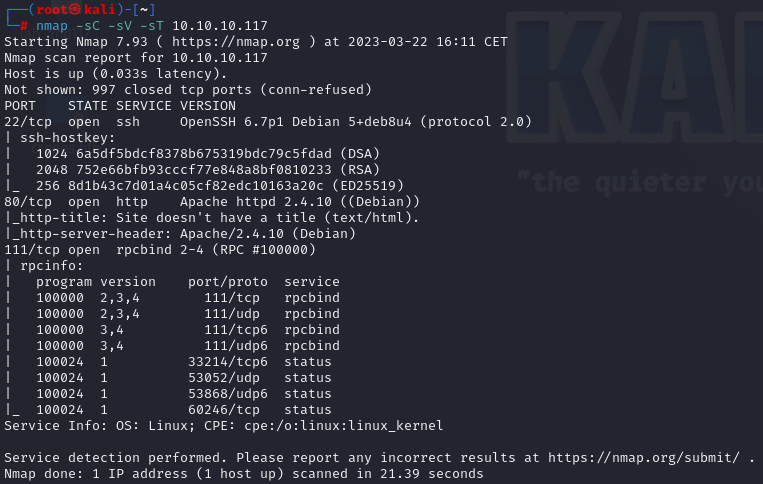 ┌──(root㉿kali)-[~]
└─# nmap -sC -sV -sT 10.10.10.117
Starting Nmap 7.93 ( https://nmap.org ) at 2023-03-22 16:11 CET
Nmap scan report for 10.10.10.117
Host is up (0.033s latency).
Not shown: 997 closed tcp ports (conn-refused)
PORT    STATE SERVICE VERSION
22/tcp  open  ssh     OpenSSH 6.7p1 Debian 5+deb8u4 (protocol 2.0)
| ssh-hostkey:
|   1024 6a5df5bdcf8378b675319bdc79c5fdad (DSA)
|   2048 752e66bfb93cccf77e848a8bf0810233 (RSA)
|_  256 8d1b43c7d01a4c05cf82edc10163a20c (ED25519)
80/tcp  open  http    Apache httpd 2.4.10 ((Debian))
|_http-title: Site doesn't have a title (text/html).
|_http-server-header: Apache/2.4.10 (Debian)
111/tcp open  rpcbind 2-4 (RPC #100000)
| rpcinfo:
|   program version    port/proto  service
|   100000  2,3,4        111/tcp   rpcbind
|   100000  2,3,4        111/udp   rpcbind
|   100000  3,4          111/tcp6  rpcbind
|   100000  3,4          111/udp6  rpcbind
|   100024  1          33214/tcp6  status
|   100024  1          53052/udp   status
|   100024  1          53868/udp6  status
|_  100024  1          60246/tcp   status
Service Info: OS: Linux; CPE: cpe:/o:linux:linux_kernel
Service detection performed. Please report any incorrect results at https://nmap.org/submit/ .
Nmap done: 1 IP address (1 host up) scanned in 21.39 seconds
KA
"the quieter yo